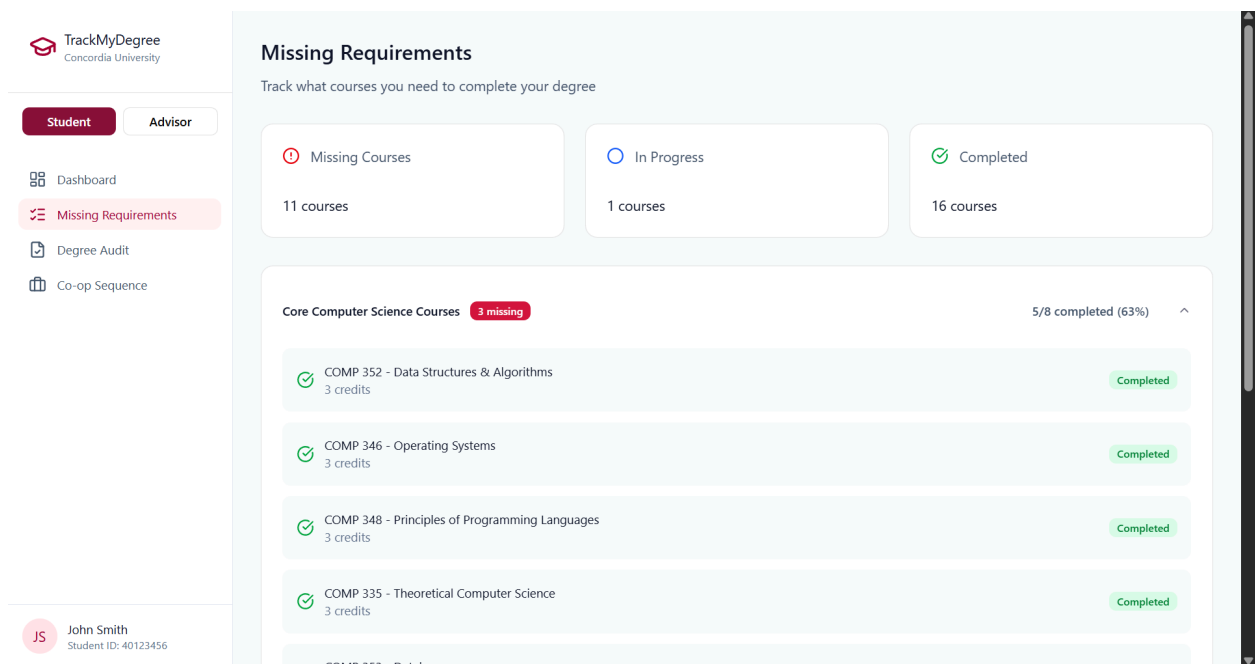 TrackMyDegree
Concordia University
Student
Advisor
Dashboard
Missing Requirements
Degree Audit
Co-op Sequence
JS
John Smith
Student ID: 40123456
Missing Requirements
Track what courses you need to complete your degree
Missing Courses
11 courses
In Progress
1 courses
Completed
16 courses
Core Computer Science Courses 3 missing 5/8 completed (63%)
COMP 352 - Data Structures & Algorithms
3 credits
Completed
COMP 346 - Operating Systems
3 credits
Completed
COMP 348 - Principles of Programming Languages
3 credits
Completed
COMP 335 - Theoretical Computer Science
3 credits
Completed